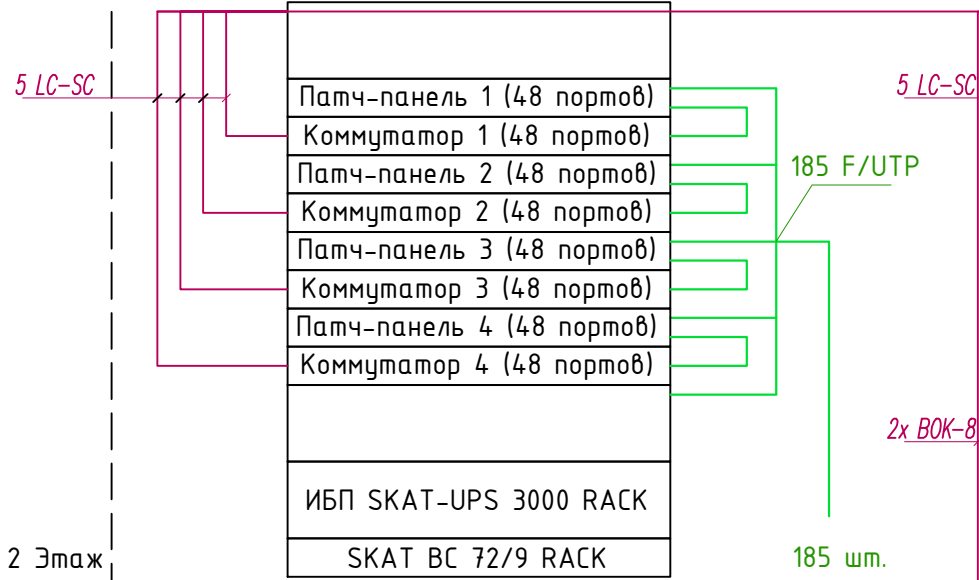 5 LC-SC
5 LC-SC
Патч-панель 1 (48 портов)
Коммутатор 1 (48 портов)
Патч-панель 2 (48 портов)
185 F/UTP
Коммутатор 2 (48 портов)
Патч-панель 3 (48 портов)
Коммутатор 3 (48 портов)
Патч-панель 4 (48 портов)
Коммутатор 4 (48 портов)
2х ВОК-8
ИБП SKAT-UPS 3000 RACK
2 Этаж
SKAT BC 72/9 RACK
185 шт.